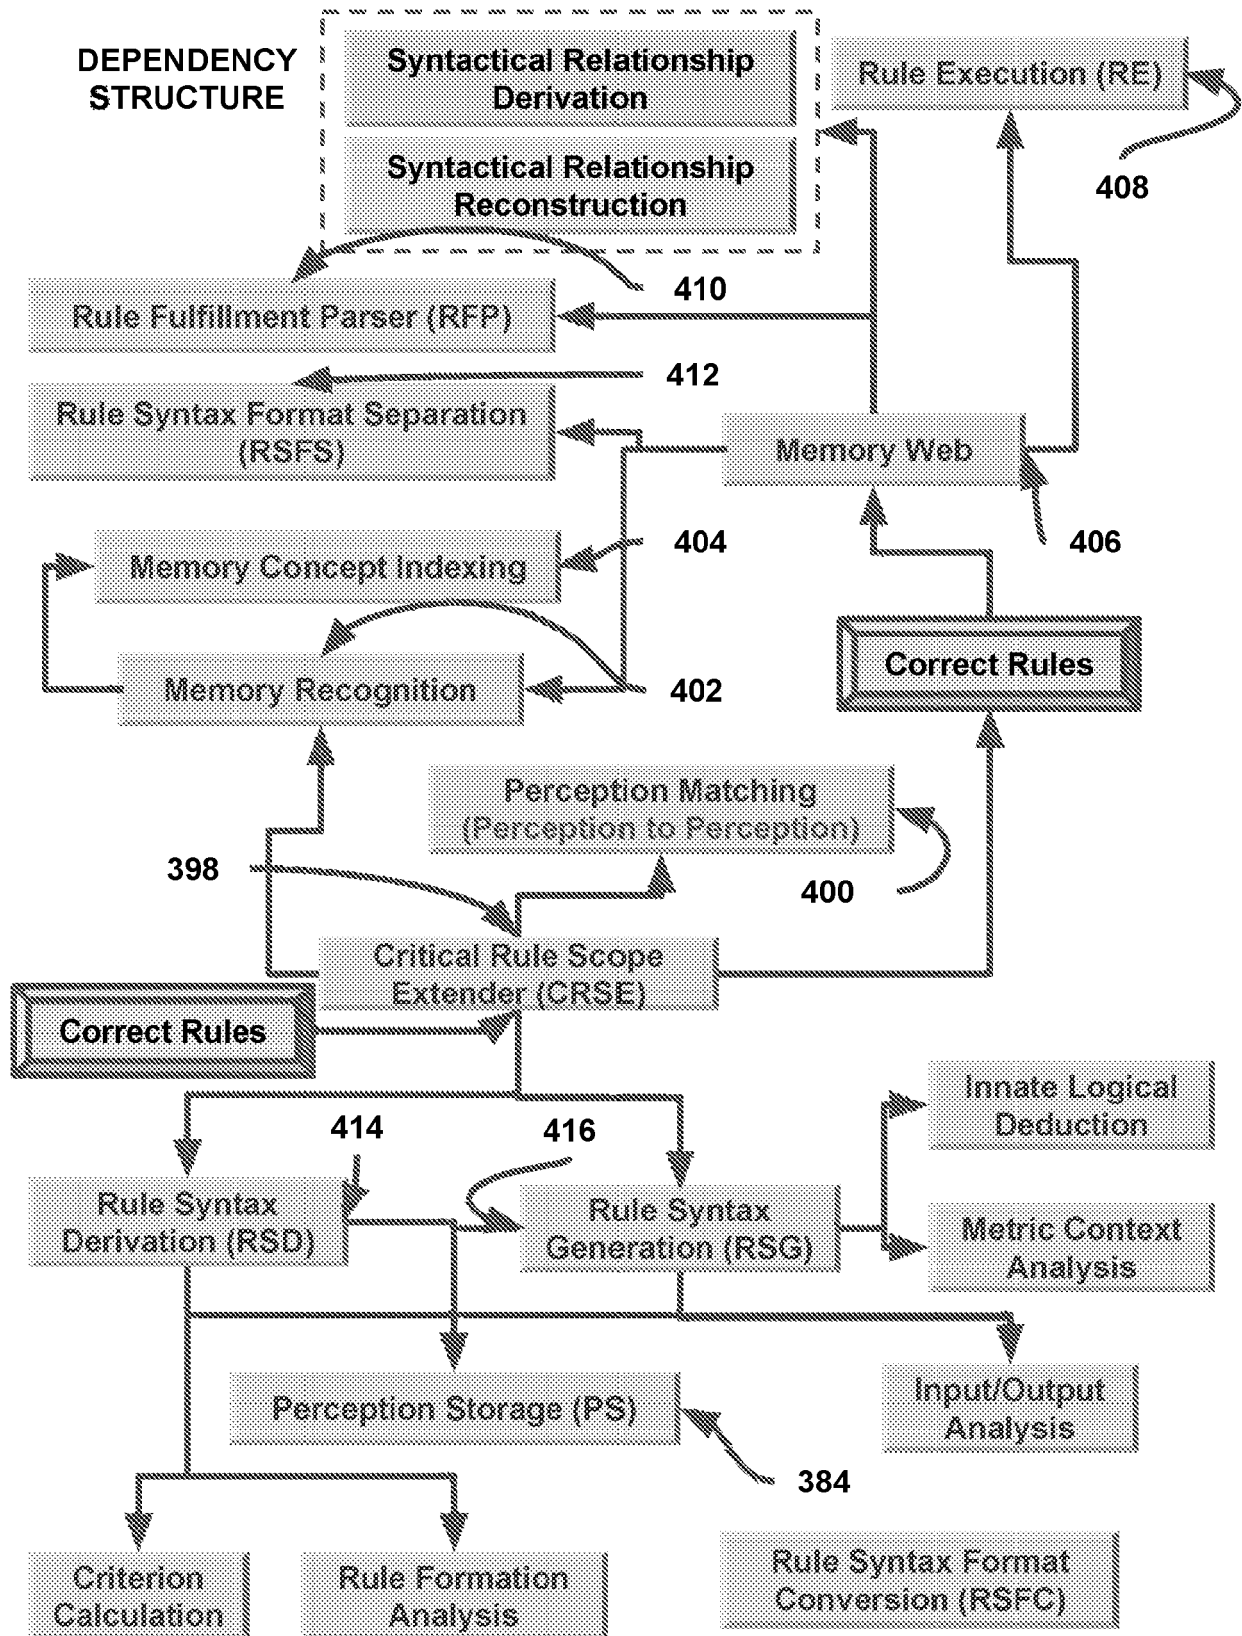 DEPENDENCY
STRUCTURE
Syntactical Relationship
Derivation
Syntactical Relationship
Reconstruction
Rule Execution (RE)
408
410
Rule Fulfillment Parser (RFP)
412
Rule Syntax Format Separation
(RSFS)
Memory Web
406
404
Memory Concept Indexing
Correct Rules
Memory Recognition
402
Perception Matching
(Perception to Perception)
398
400
Critical Rule Scope
Extender (CRSE)
Correct Rules
414
416
Innate Logical
Deduction
Rule Syntax
Derivation (RSD)
Rule Syntax
Generation (RSG)
Metric Context
Analysis
Perception Storage (PS)
Input/Output
Analysis
384
Criterion
Calculation
Rule Formation
Analysis
Rule Syntax Format
Conversion (RSFC)